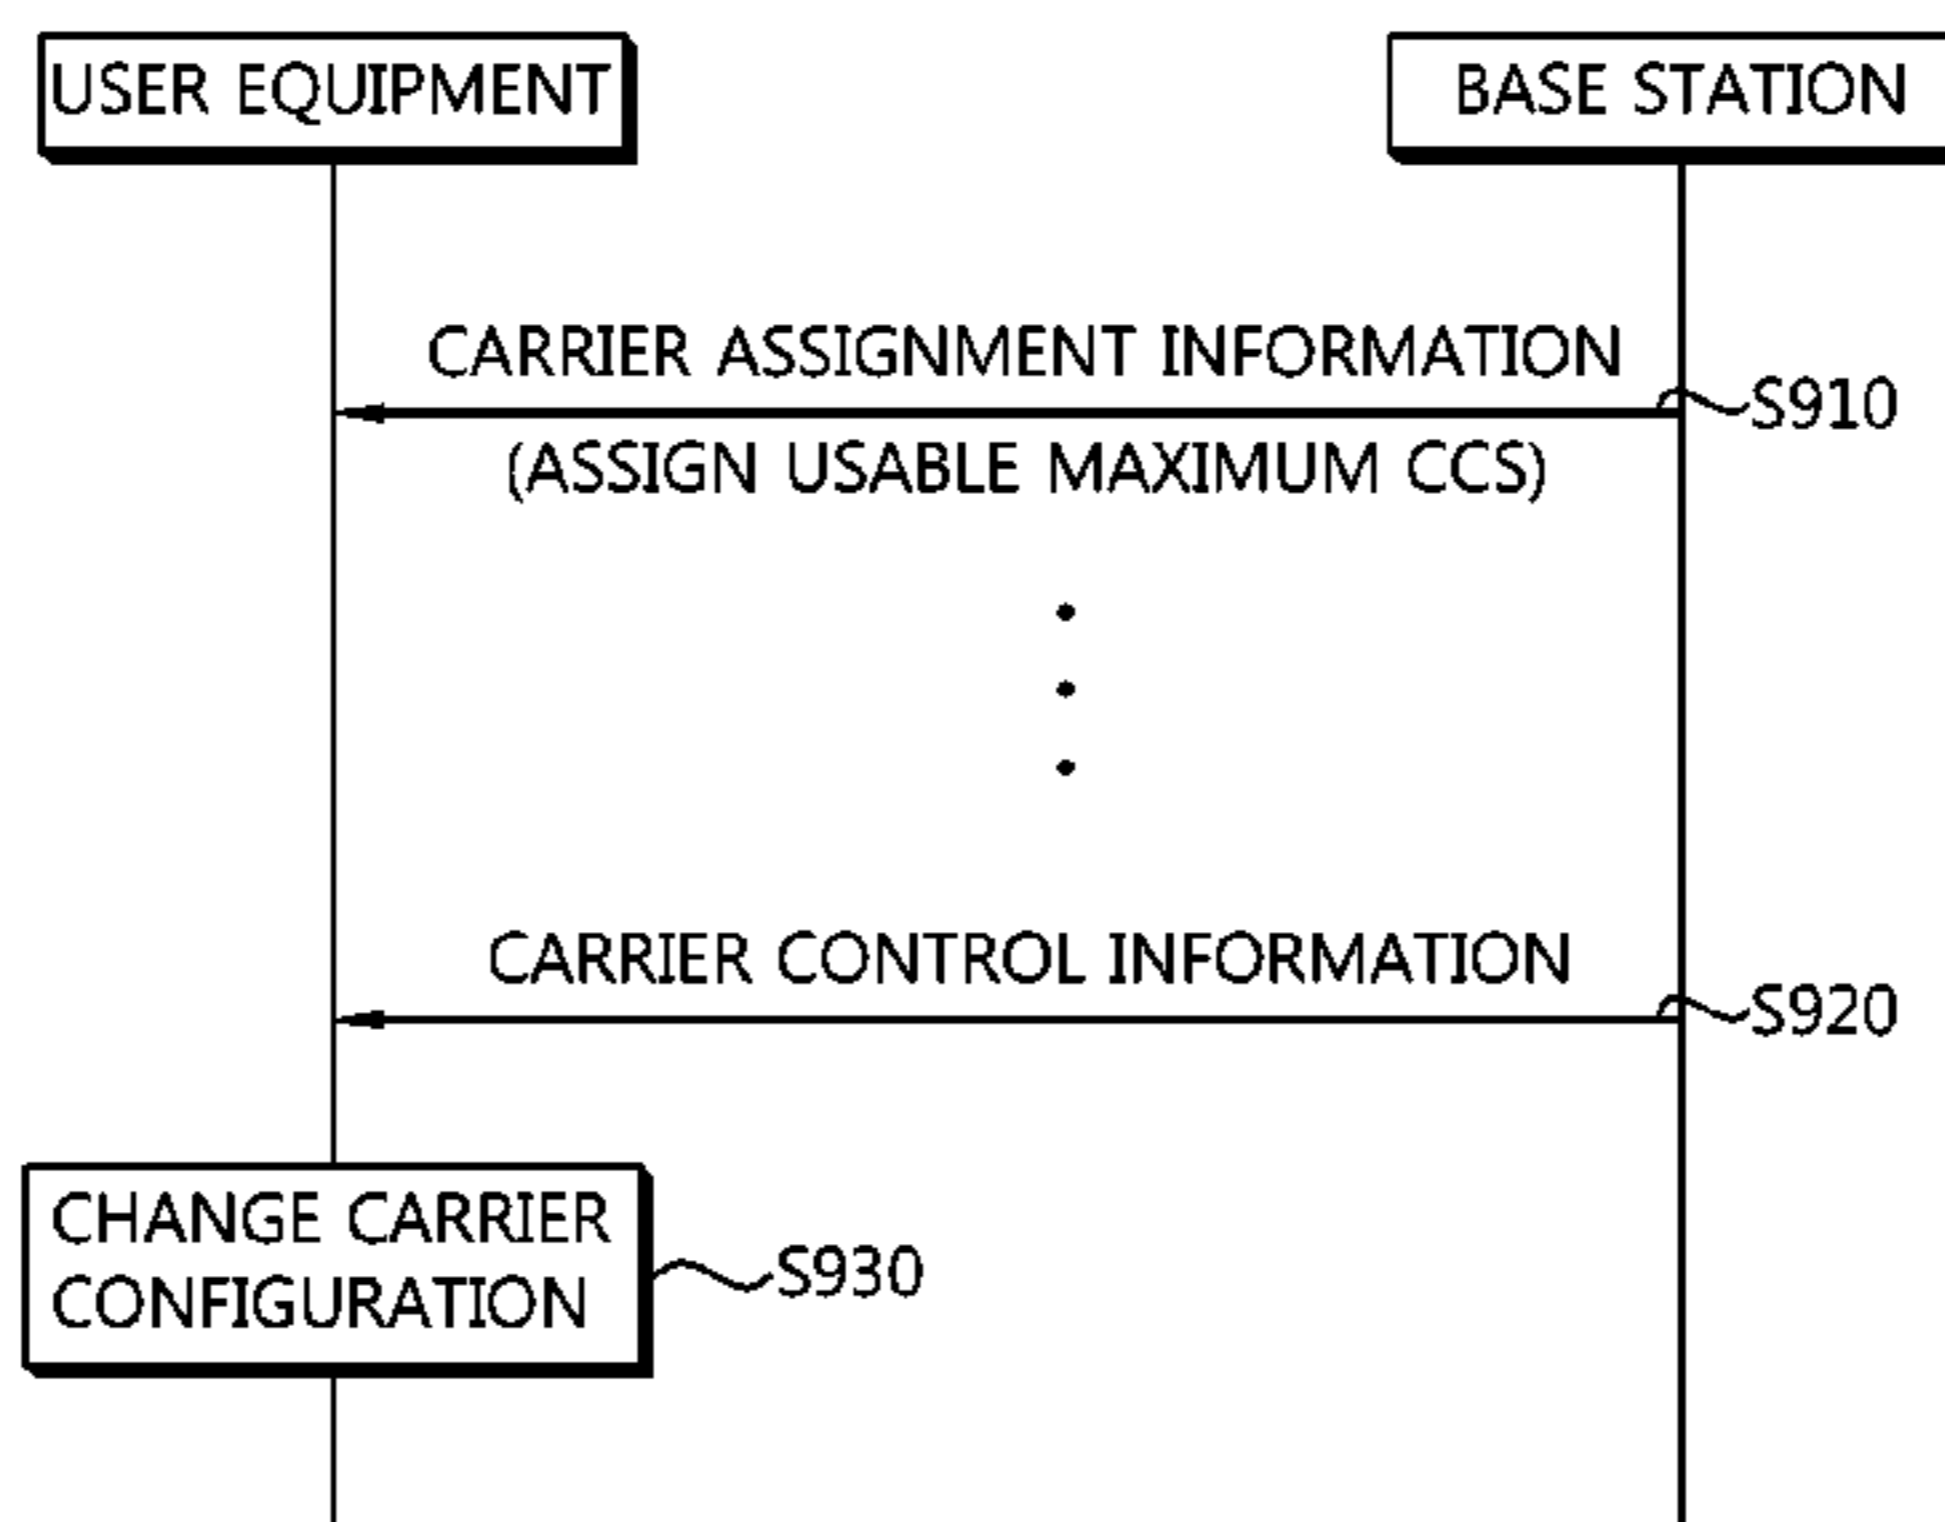 USER EQUIPMENT
BASE STATION
CARRIER ASSIGNMENT INFORMATION
S910
(ASSIGN USABLE MAXIMUM CCS)
CARRIER CONTROL INFORMATION
S920
CHANGE CARRIER
CONFIGURATION
S930